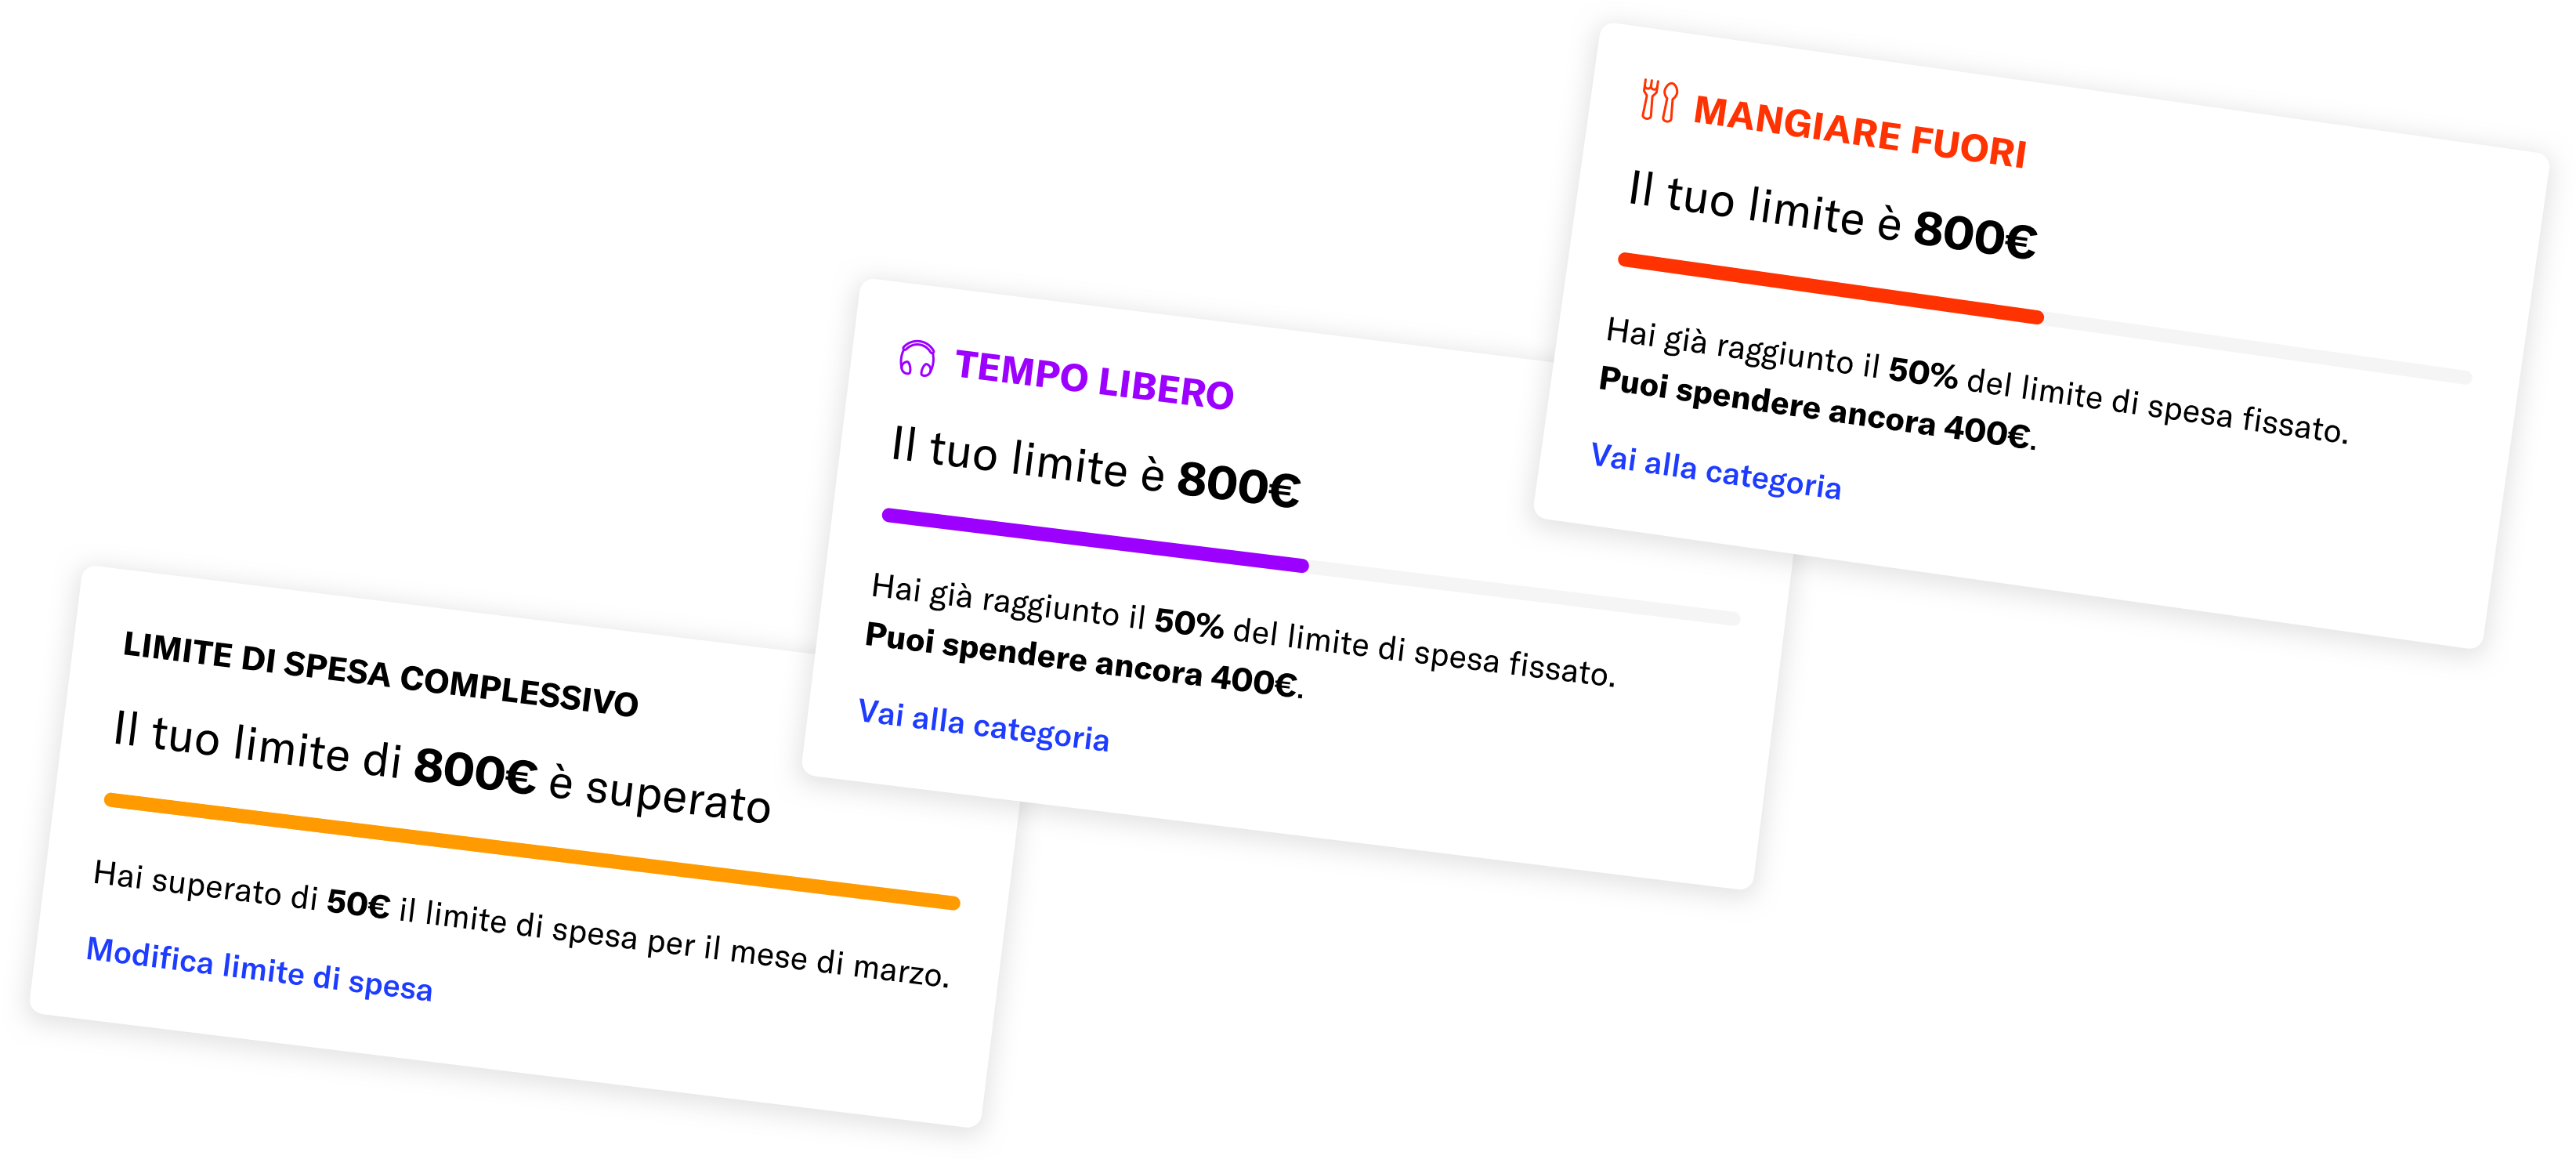 MANGIARE FUORI
Il tuo limite è 800€
Hai già raggiunto il 50% del limite di spesa fissato.
Puoi spendere ancora 400€.
Vai alla categoria
TEMPO LIBERO
Il tuo limite è 800€
Hai già raggiunto il 50% del limite di spesa fissato.
Puoi spendere ancora 400€.
Vai alla categoria
LIMITE DI SPESA COMPLESSIVO
Il tuo limite di 800€ è superato
Hai superato di 50€ il limite di spesa per il mese di marzo.
Modifica limite di spesa